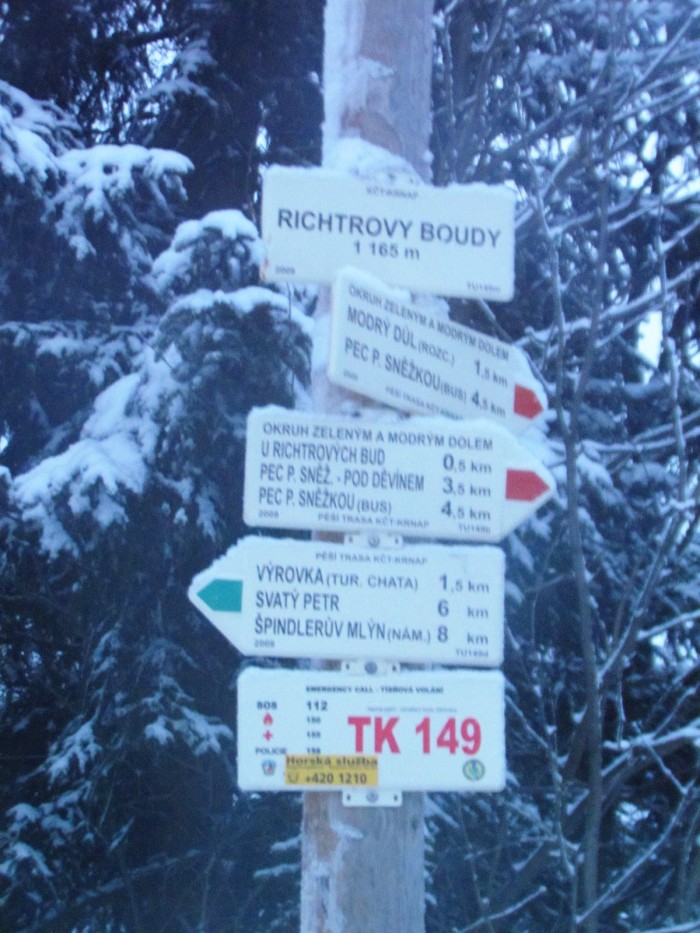 KČT-KRNAP
RICHTROVY BOUDY
1 165 m
2009
OKRUH ZELENÝM A MODRÝM DOLEM
MODRÝ DŮL (ROZC.) 1,5 km
PEC P. SNĚŽKOU (BUS) 4,5 km
PĚŠÍ TRASA KČT-KRNAP
OKRUH ZELENÝM A MODRÝM DOLEM
U RICHTROVÝCH BUD 0,5 km
PEC P. SNĚŽ. - POD DĚVÍNEM 3,5 km
PEC P. SNĚŽKOU (BUS) 4,5 km
2009 PĚŠÍ TRASA KČT-KRNAP
PĚŠÍ TRASA KČT-KRNAP
VÝROVKA (TUR. CHATA) 1,5 km
SVATÝ PETR 6 km
ŠPINDLERŮV MLÝN (NÁM.) 8 km
2009 TU149d
EMERGENCY CALL - TÍSŇOVÁ VOLÁNÍ
SOS 112
150
155
POLICIE 158
TK 149
Horská služba
+420 1210